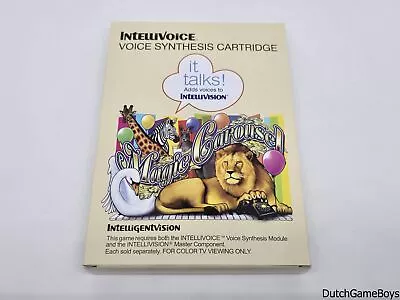 INTELLIVOICE™
VOICE SYNTHESIS CARTRIDGE
it
talks!
Adds voices to
INTELLIVISION®
Magic Carousel
INTELLIGENTVISION
This game requires both the INTELLIVOICE™ Voice Synthesis Module
and the INTELLIVISION® Master Component.
Each sold separately. FOR COLOR TV VIEWING ONLY.
DutchGameBoys